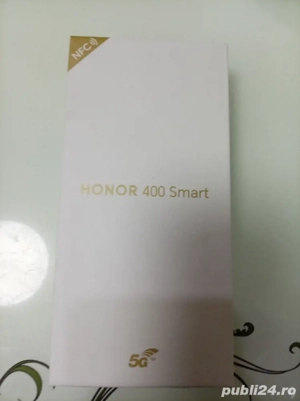 NFC
HONOR 400 Smart
5G
publi24.ro